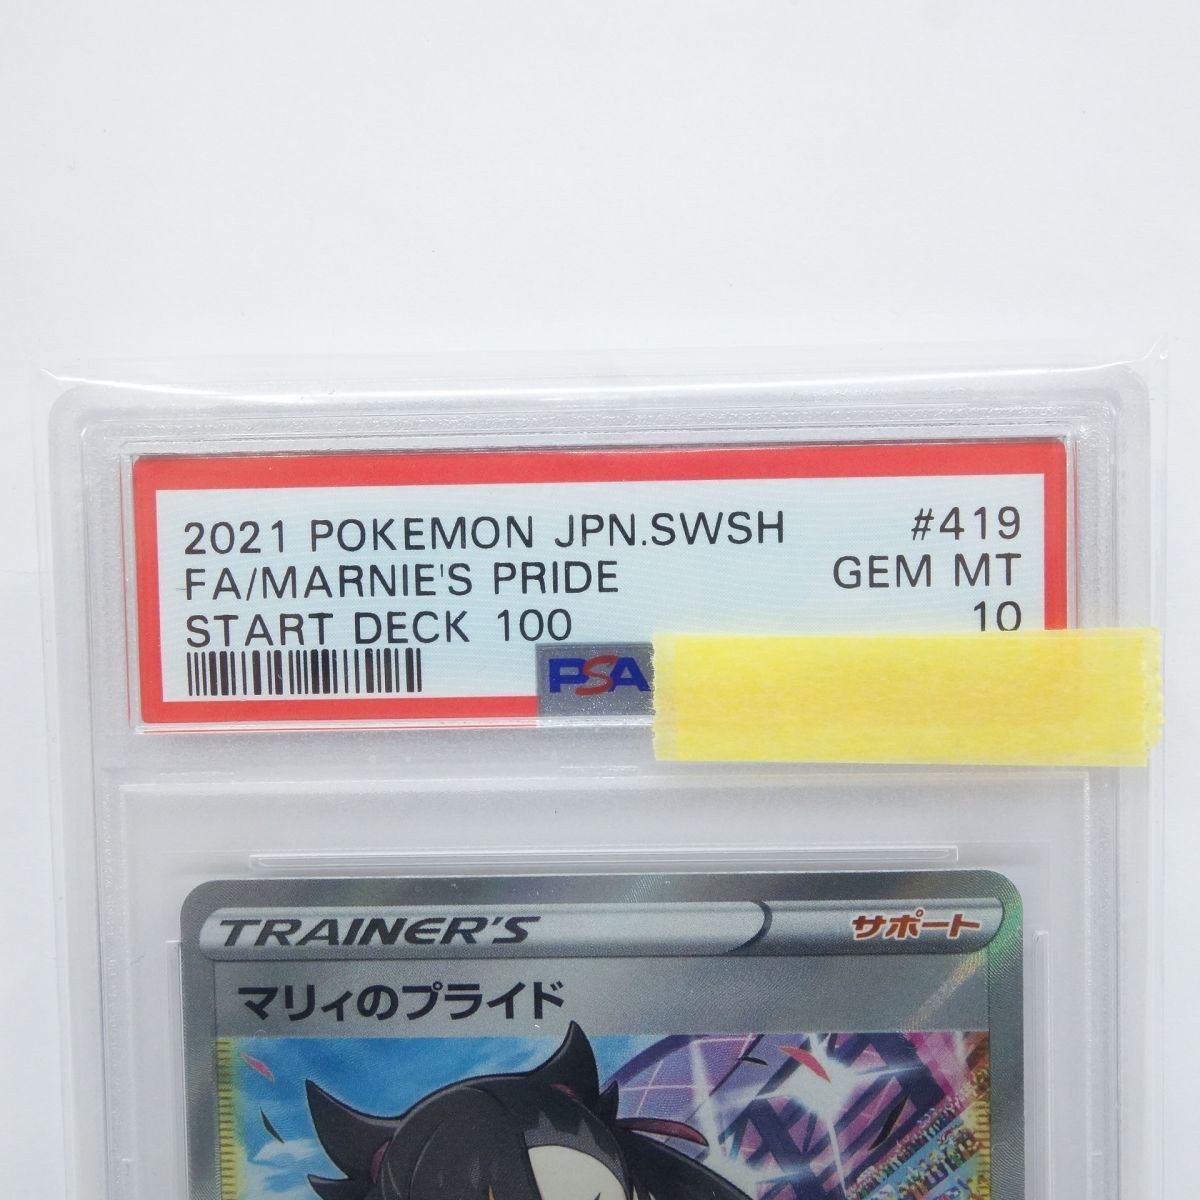 2021 POKEMON JPN.SWSH #419
FA/MARNIE'S PRIDE GEM MT
START DECK 100 10
PSA
TRAINER'S サポート
マリィのプライド